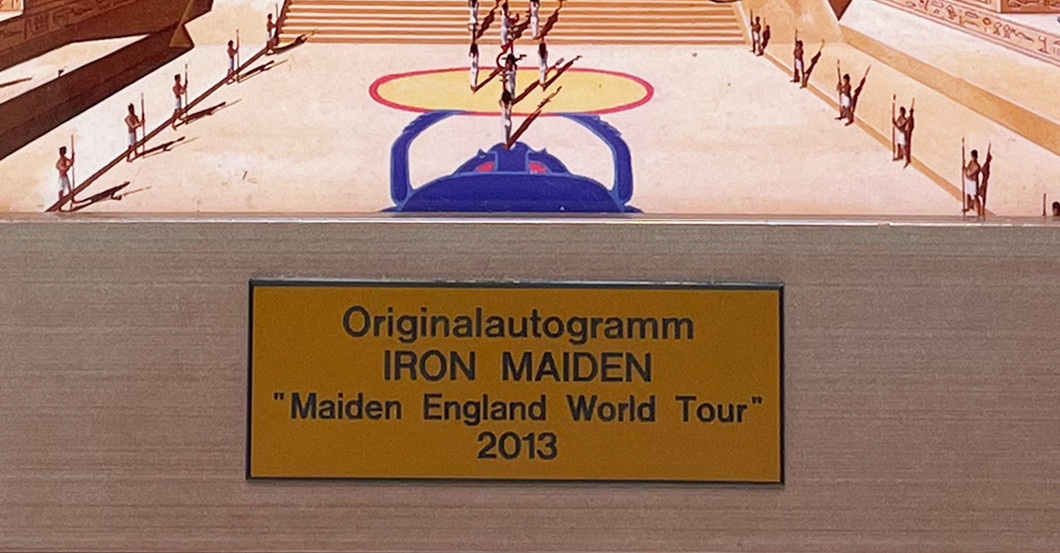 Originalautogramm
IRON MAIDEN
"Maiden England World Tour"
2013